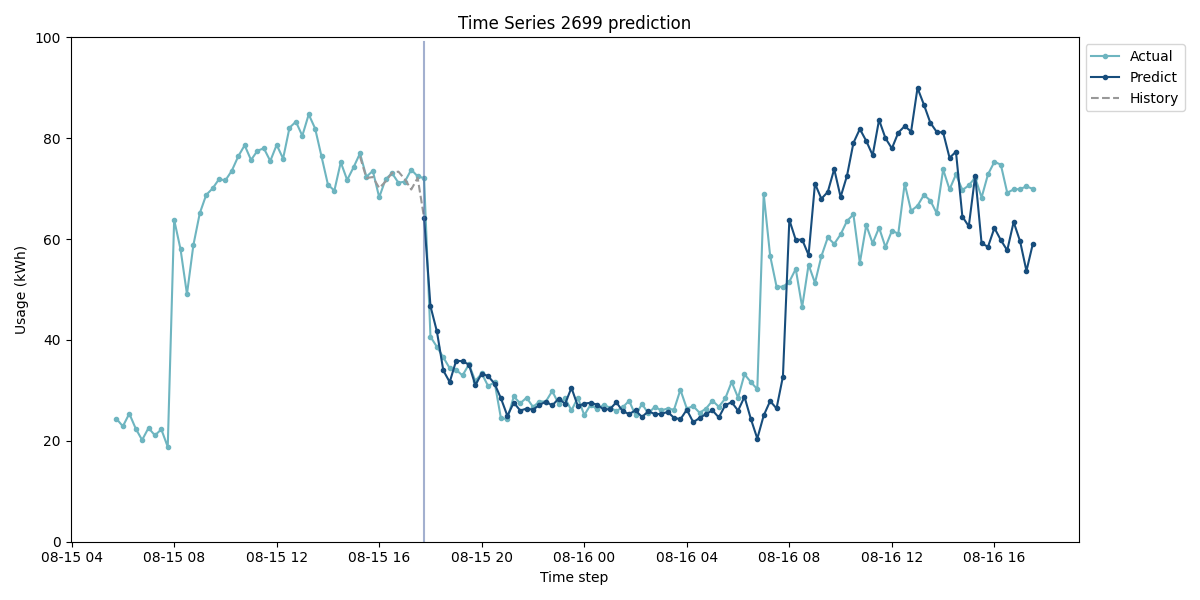 Time Series 2699 prediction
Usage (kWh)
100
80
60
40
20
0
08-15 04
08-15 08
08-15 12
08-15 16
08-15 20
08-16 00
08-16 04
08-16 08
08-16 12
08-16 16
Time step
Actual
Predict
History